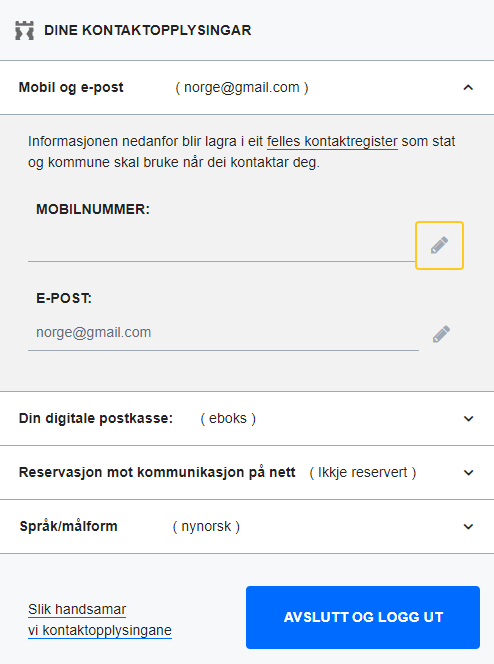 DINE KONTAKTOPPLYSINGAR
Mobil og e-post ( norge@gmail.com )
Informasjonen nedanfor blir lagra i eit felles kontaktregister som stat
og kommune skal bruke når dei kontaktar deg.
MOBILNUMMER:
E-POST:
norge@gmail.com
Din digitale postkasse: ( eboks )
Reservasjon mot kommunikasjon på nett ( Ikkje reservert )
Språk/målform ( nynorsk )
Slik handsamar
vi kontaktopplysingane
AVSLUTT OG LOGG UT